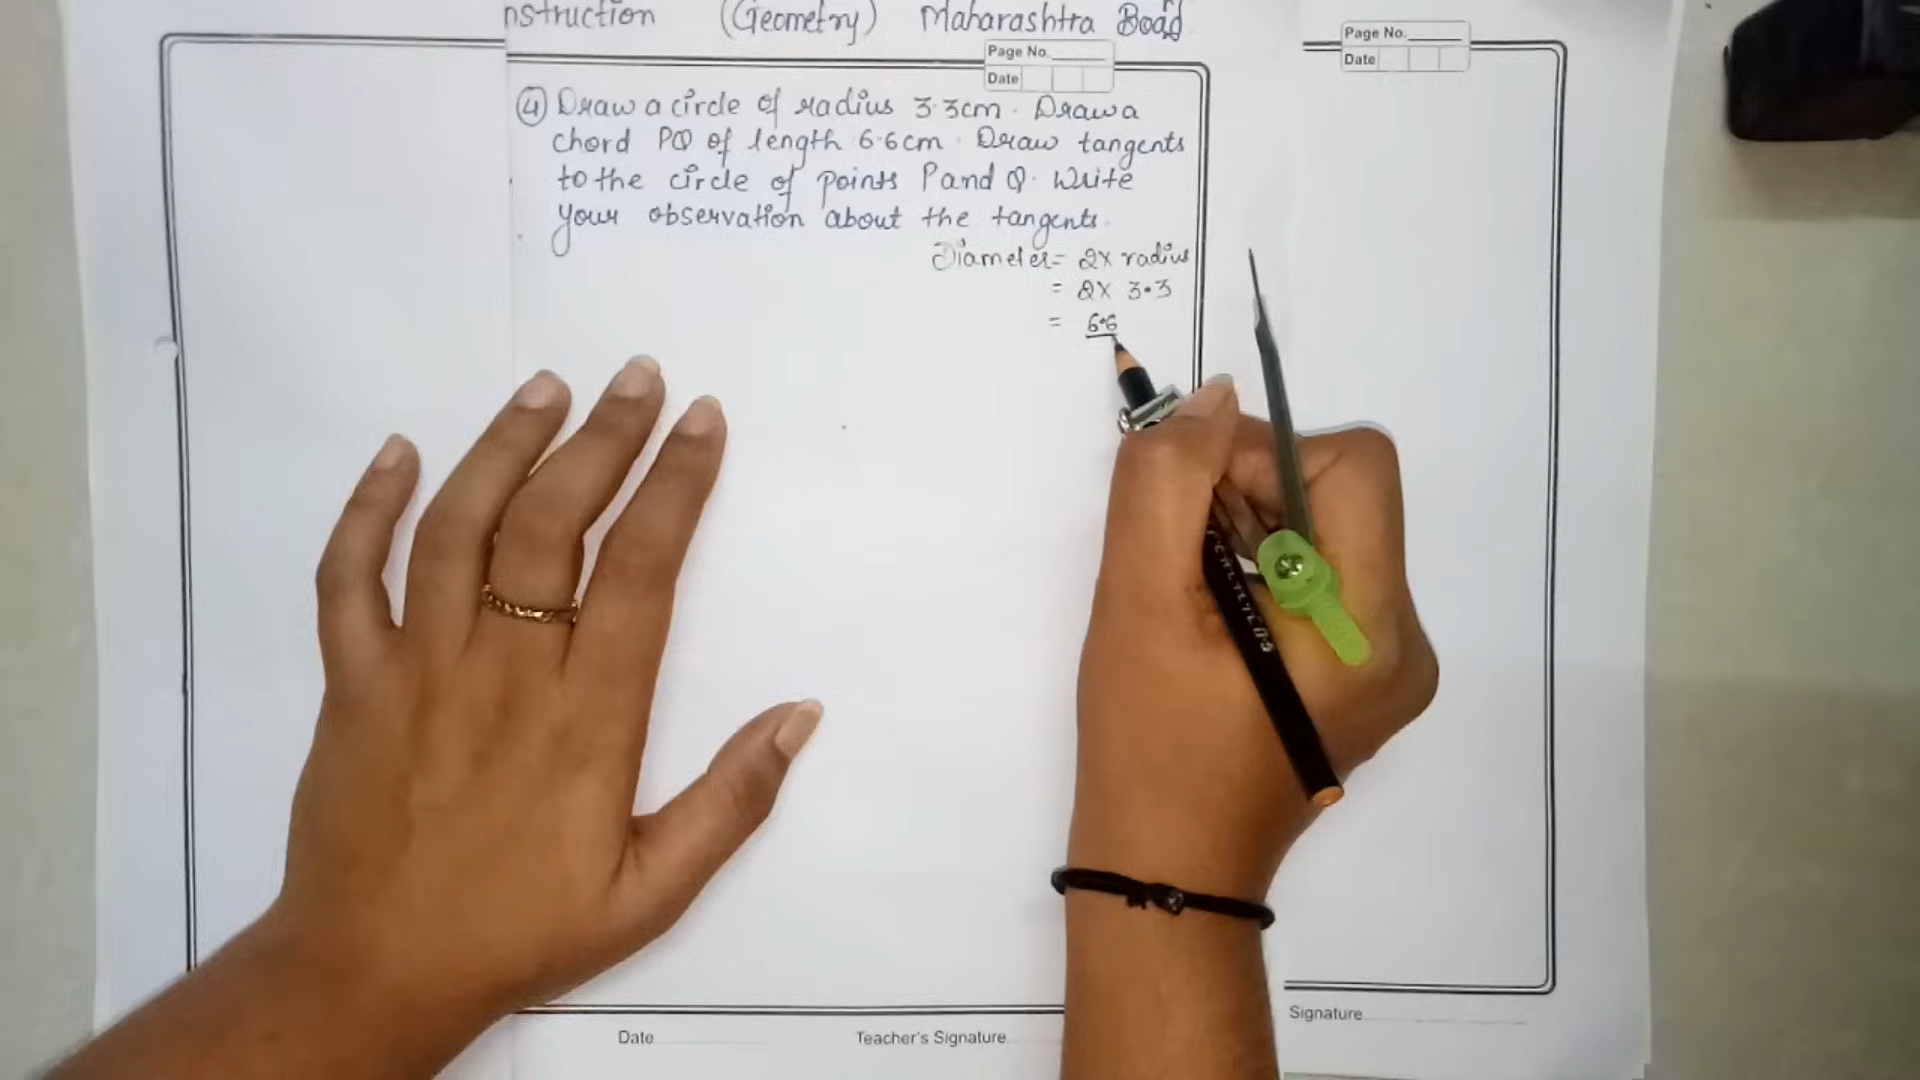 nstruction (Geometry) Maharashtra Board
Page No.
Date
Page No.
Date
4 Draw a circle of radius 3.3cm. Draw a
chord PQ of length 6.6cm. Draw tangents
to the circle of points P and Q. Write
your observation about the tangents.
Diameter = 2x radius
= 2x 3.3
= 6.6
Signature
Date
Teacher's Signature